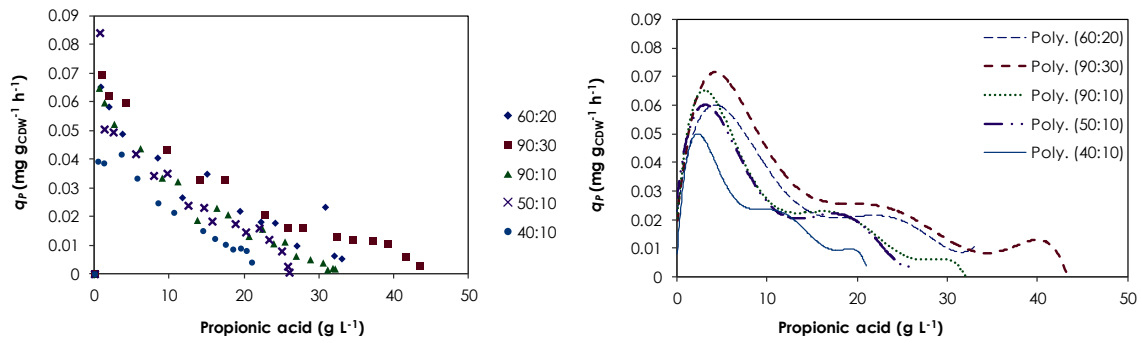 0.09
0.08
0.07
0.06
0.05
0.04
0.03
0.02
0.01
0
qP (mg gCDW-1 h-1)
0 10 20 30 40 50
Propionic acid (g L-1)
60:20
90:30
90:10
50:10
40:10
0.09
0.08
0.07
0.06
0.05
0.04
0.03
0.02
0.01
0
qP (mg gCDW-1 h-1)
0 10 20 30 40 50
Propionic acid (g L-1)
Poly. (60:20)
Poly. (90:30)
Poly. (90:10)
Poly. (50:10)
Poly. (40:10)